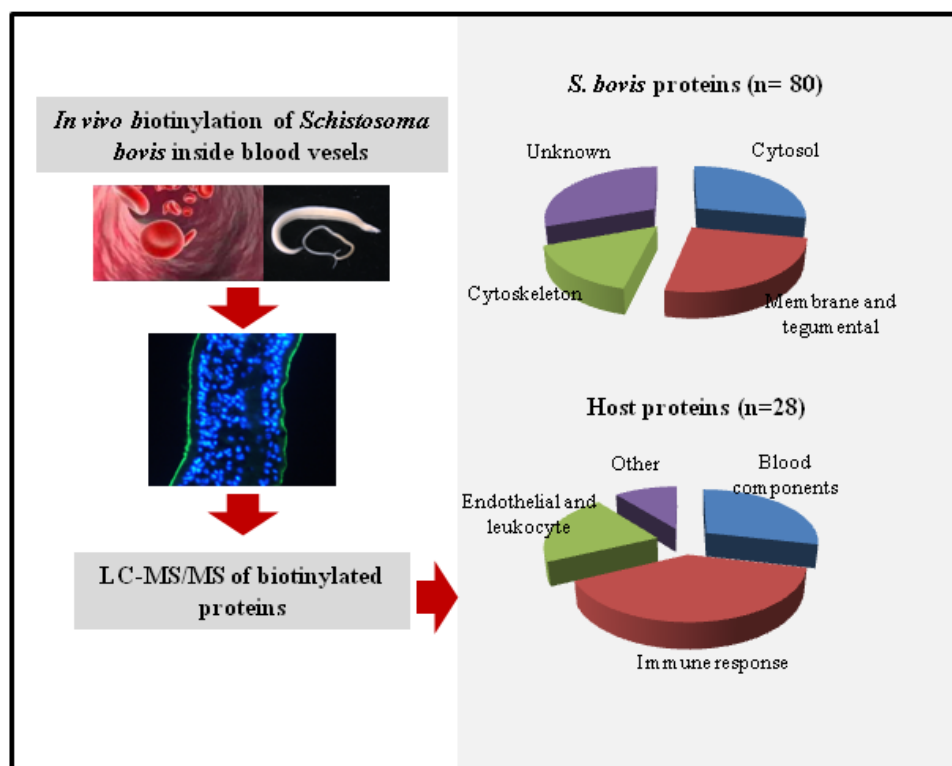 In vivo biotinylation of Schistosoma
bovis inside blood vesels
LC-MS/MS of biotinylated
proteins
S. bovis proteins (n= 80)
Unknown
Cytosol
Cytoskeleton
Membrane and
tegumental
Host proteins (n=28)
Other
Blood
components
Endothelial and
leukocyte
Immune response